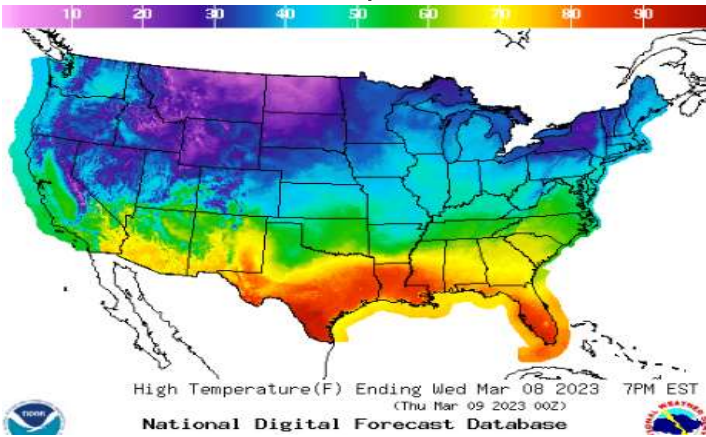 10 20 30 40 50 60 70 80 90
High Temperature(F) Ending Wed Mar 08 2023 7PM EST
(Thu Mar 09 2023 00Z)
National Digital Forecast Database